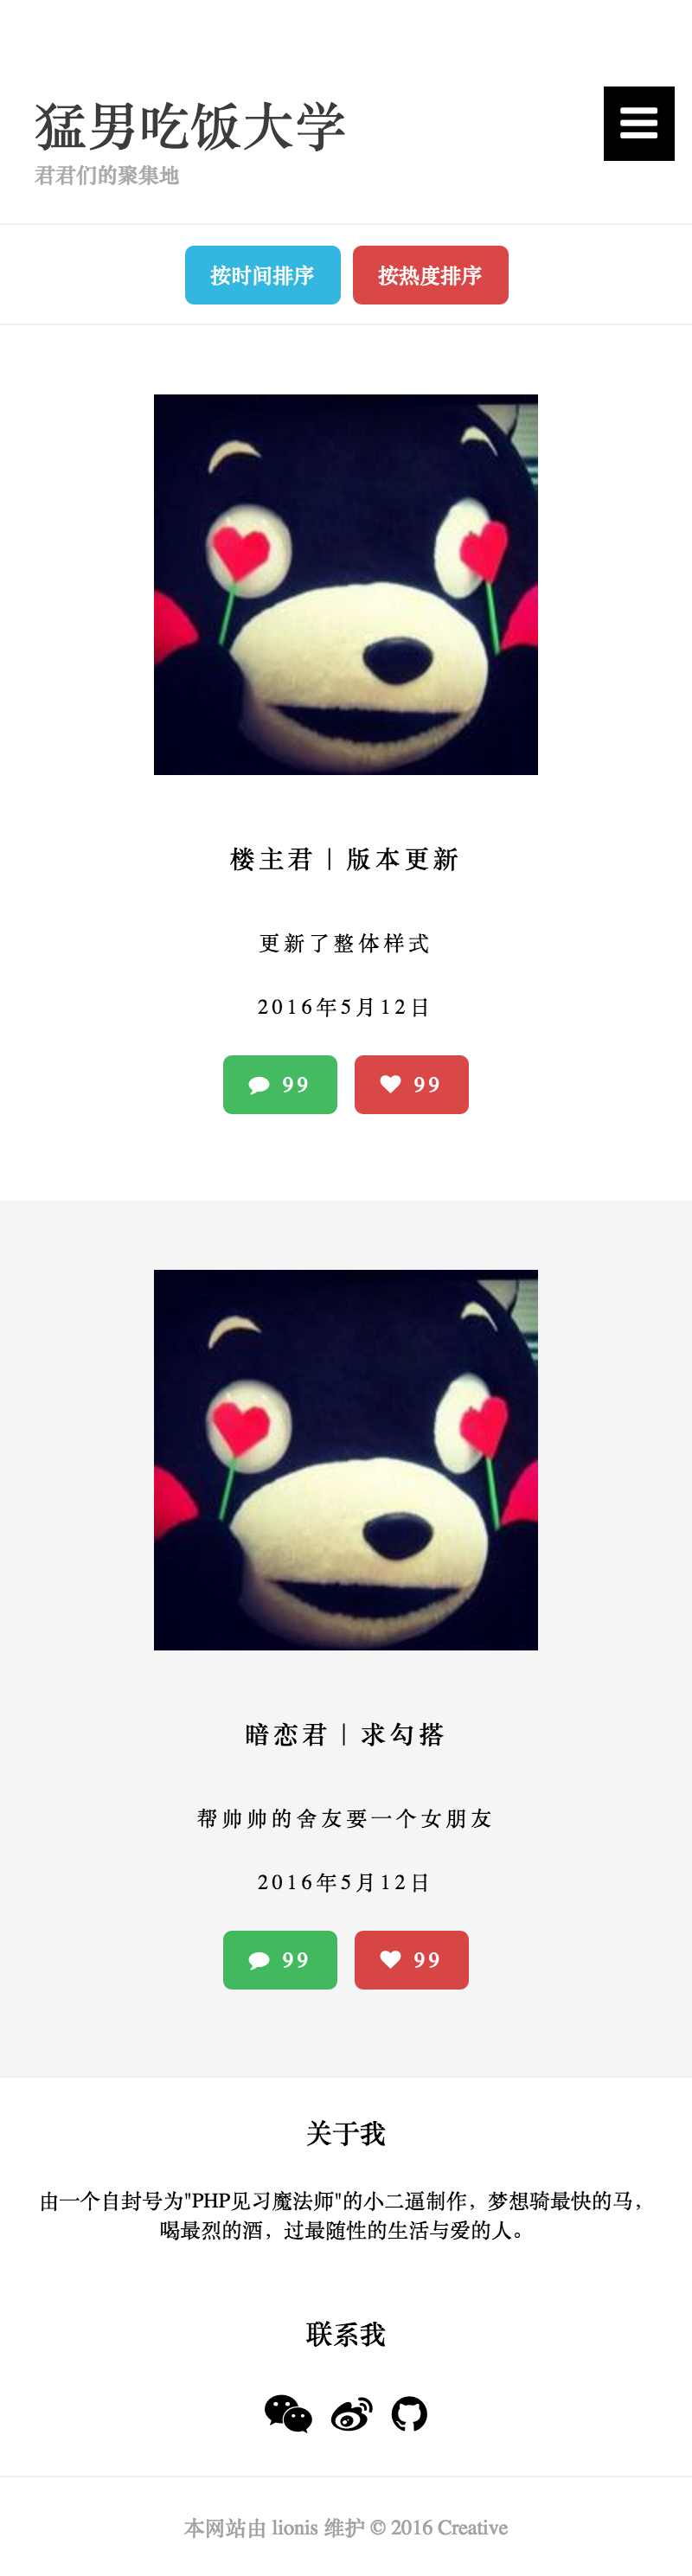 猛男吃饭大学
君君们的聚集地
按时间排序 按热度排序
楼主君 | 版本更新
更新了整体样式
2016年5月12日
99 99
暗恋君 | 求勾搭
帮帅帅的舍友要一个女朋友
2016年5月12日
99 99
关于我
由一个自封号为"PHP见习魔法师"的小二逼制作，梦想骑最快的马，
喝最烈的酒，过最随性的生活与爱的人。
联系我
本网站由 lionis 维护 © 2016 Creative